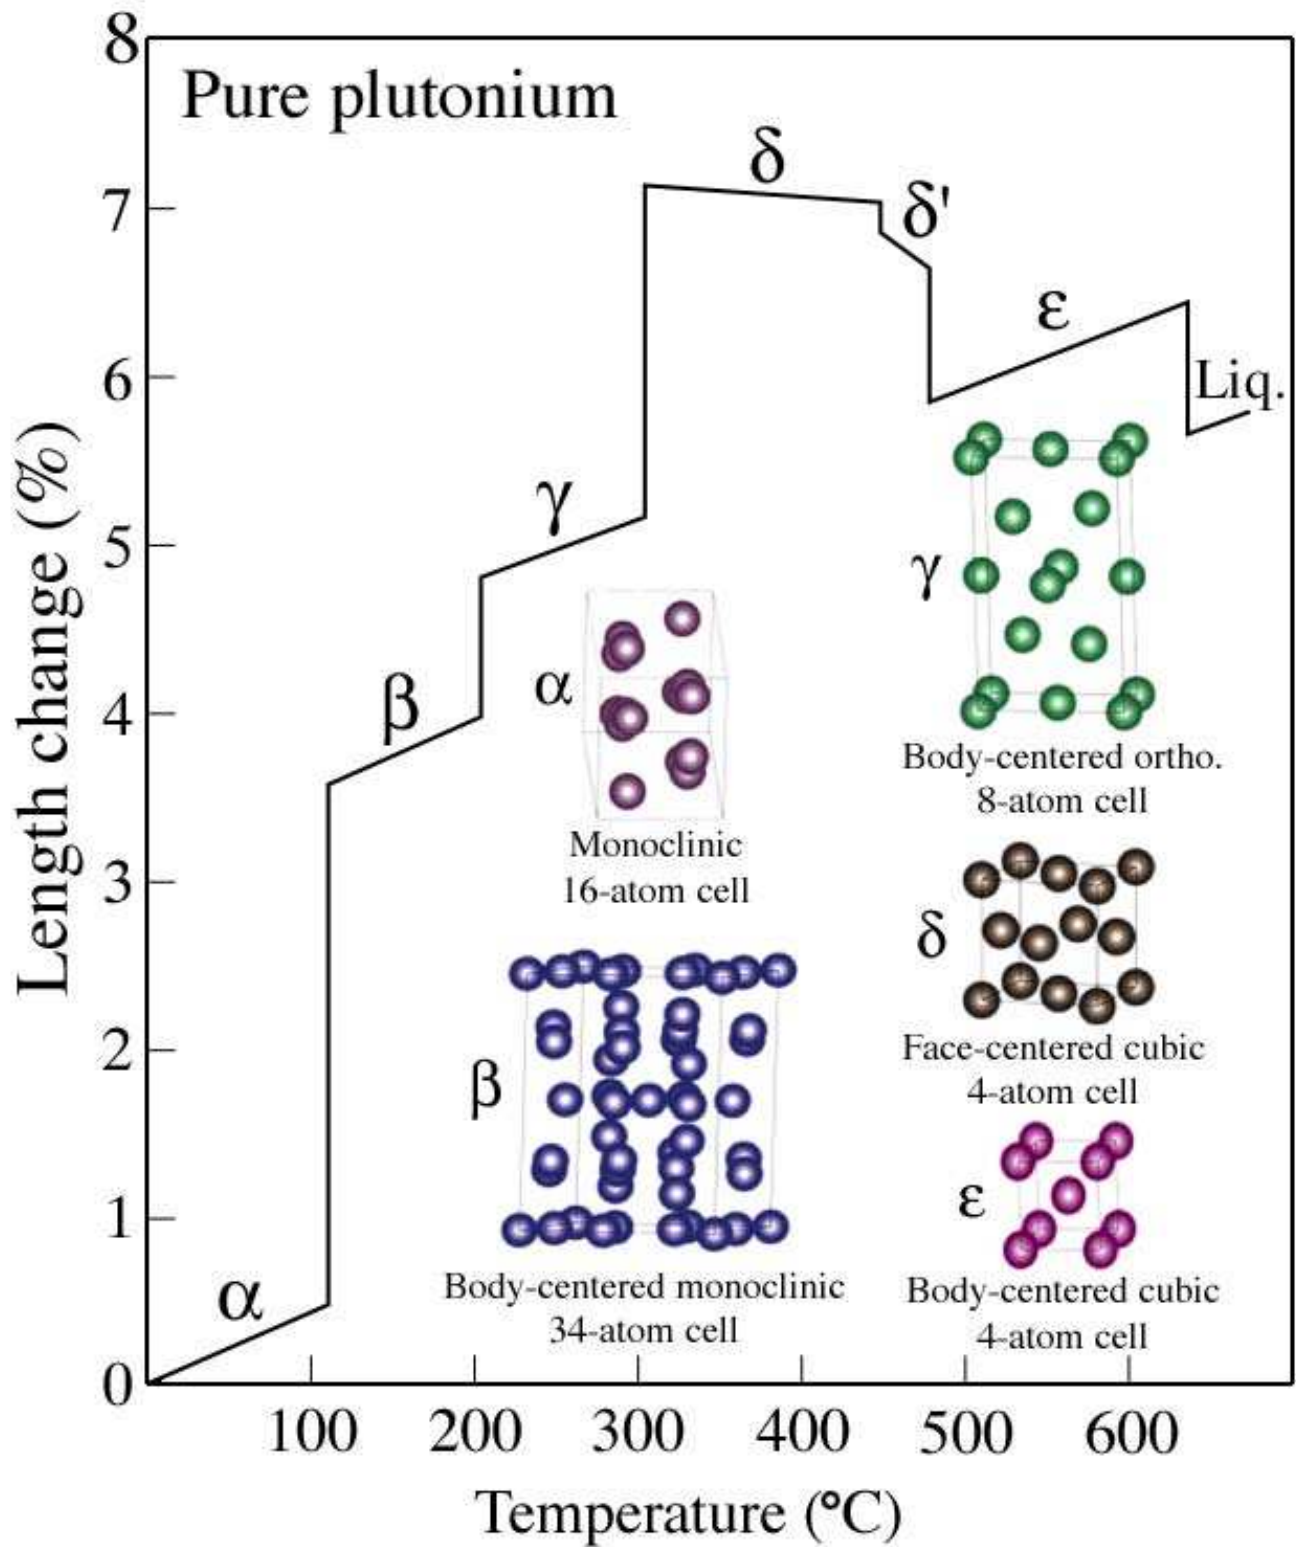 Pure plutonium
8
7
6
5
4
3
2
1
0
Length change (%)
α
β
γ
δ
δ'
ε
Liq.
α
Monoclinic
16-atom cell
β
Body-centered monoclinic
34-atom cell
γ
Body-centered ortho.
8-atom cell
δ
Face-centered cubic
4-atom cell
ε
Body-centered cubic
4-atom cell
100 200 300 400 500 600
Temperature (°C)